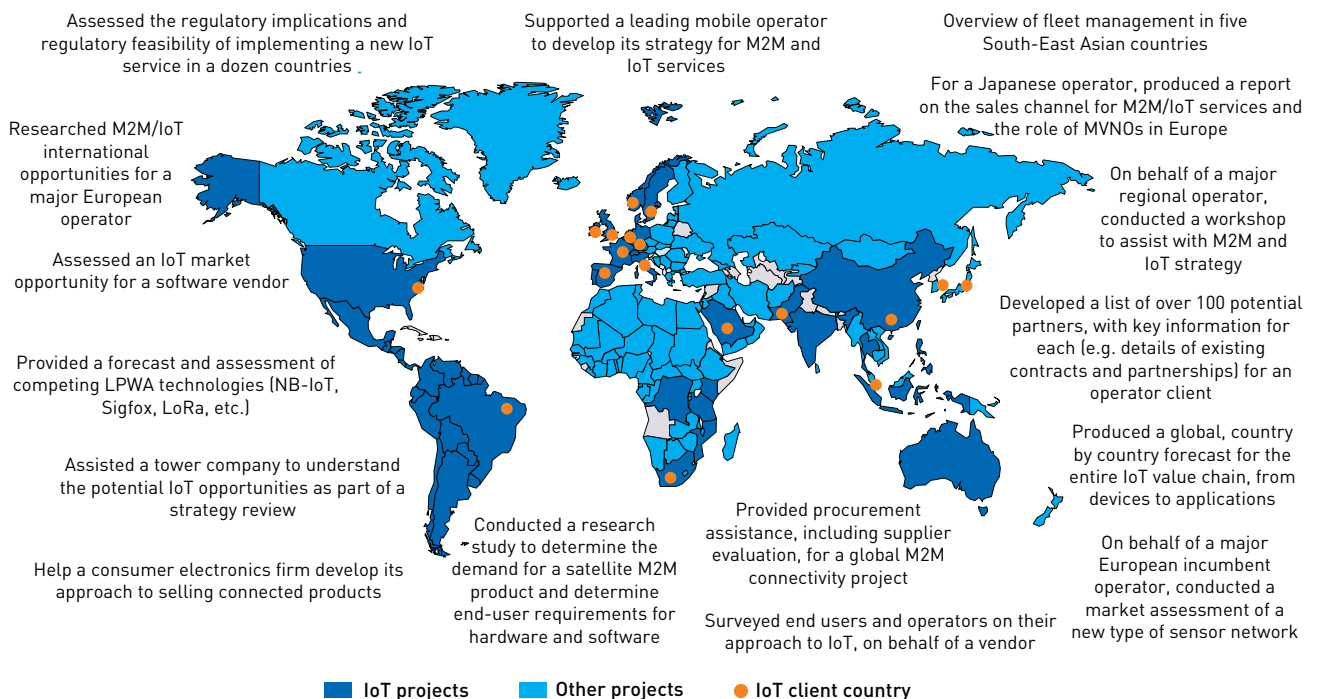 Assessed the regulatory implications and
regulatory feasibility of implementing a new IoT
service in a dozen countries .
Supported a leading mobile operator
to develop its strategy for M2M and
IoT services
Overview of fleet management in five
South-East Asian countries
For a Japanese operator, produced a report
on the sales channel for M2M/IoT services and
the role of MVNOs in Europe
Researched M2M/IoT
international
opportunities for a
major European
operator
On behalf of a major
regional operator,
conducted a workshop
to assist with M2M and
IoT strategy
Assessed an IoT market
opportunity for a software vendor
Developed a list of over 100 potential
partners, with key information for
each (e.g. details of existing
contracts and partnerships) for an
operator client
Provided a forecast and assessment of
competing LPWA technologies (NB-IoT,
Sigfox, LoRa, etc.)
Produced a global, country
by country forecast for the
entire IoT value chain, from
devices to applications
Assisted a tower company to understand
the potential IoT opportunities as part of a
strategy review
Conducted a research
study to determine the
demand for a satellite M2M
product and determine
end-user requirements for
hardware and software
Provided procurement
assistance, including supplier
evaluation, for a global M2M
connectivity project
On behalf of a major
European incumbent
operator, conducted a
market assessment of a
new type of sensor network
Help a consumer electronics firm develop its
approach to selling connected products
Surveyed end users and operators on their
approach to IoT, on behalf of a vendor
IoT projects
Other projects
IoT client country